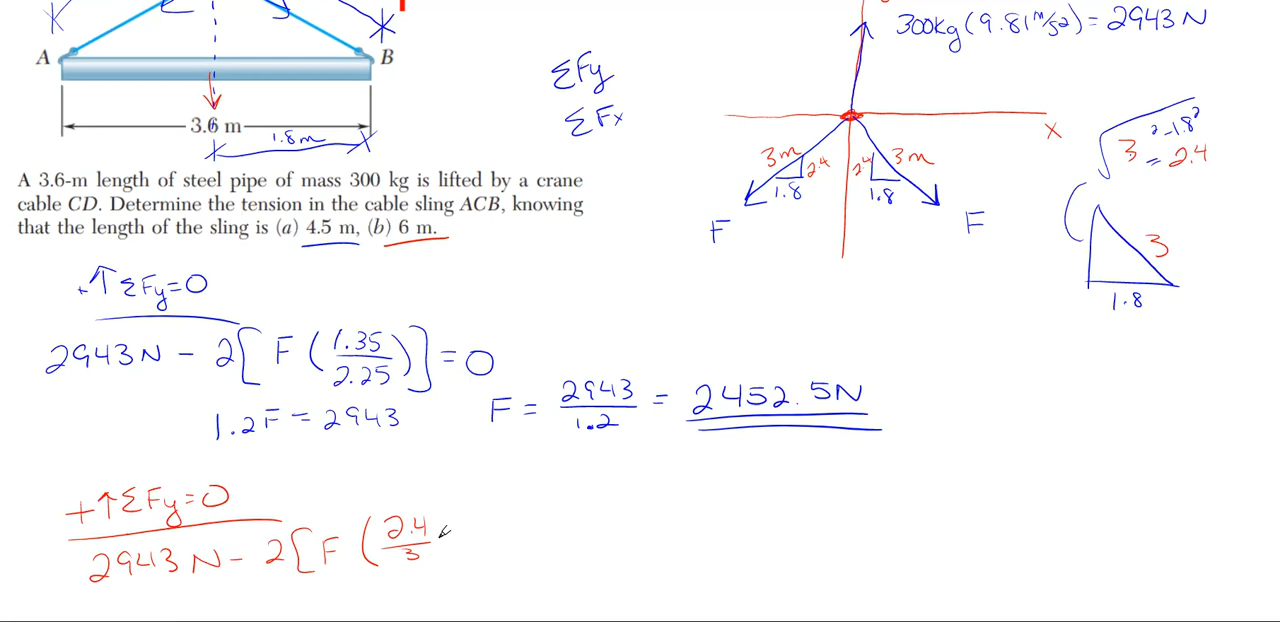 A
B
3.6 m
1.8m
A 3.6-m length of steel pipe of mass 300 kg is lifted by a crane
cable CD. Determine the tension in the cable sling ACB, knowing
that the length of the sling is (a) 4.5 m, (b) 6 m.
ΣFy
ΣFx
300kg(9.81m/s2)=2943N
x
3m
2.4
1.8
F
2.4
3m
1.8
F
√3²-1.8²
=2.4
3
1.8
+↑ΣFy=0
2943N - 2[F(1.35/2.25)]=0
1.2F=2943
F = 2943/1.2 = 2452.5N
+↑ΣFy=0
2943N - 2[F(2.4/3